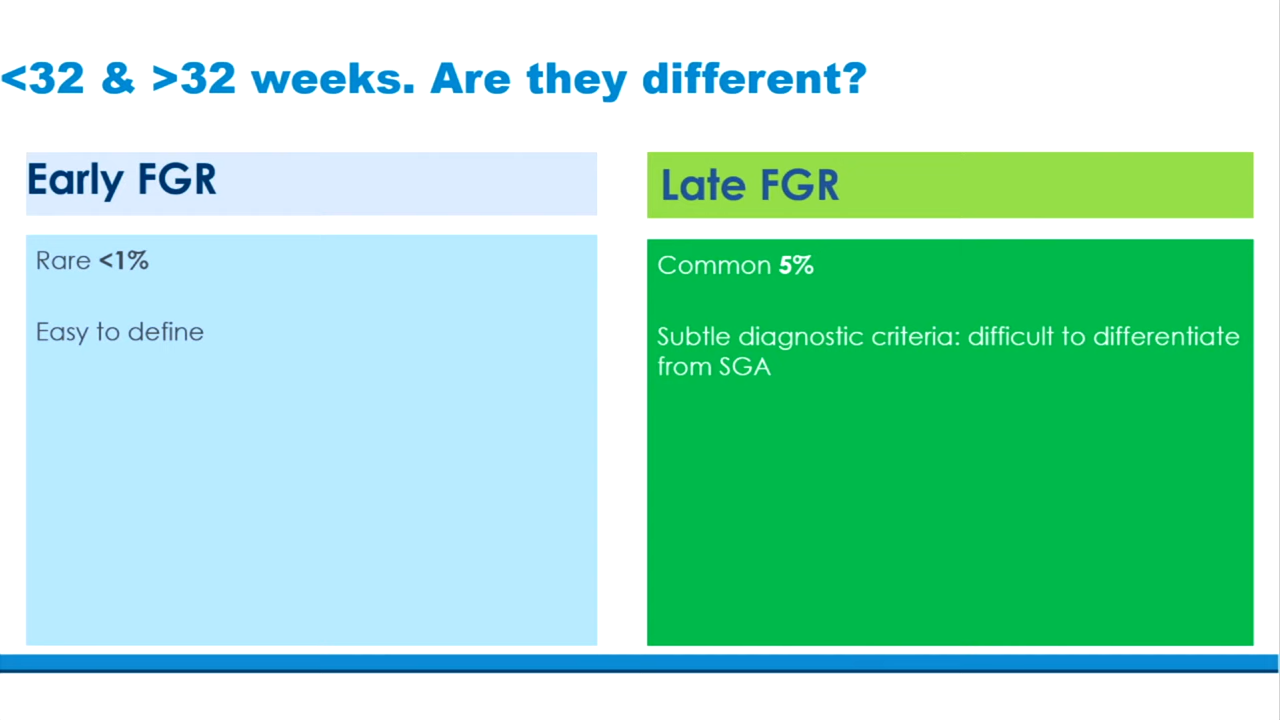 <32 & >32 weeks. Are they different?
Early FGR
Rare <1%
Easy to define
Late FGR
Common 5%
Subtle diagnostic criteria: difficult to differentiate
from SGA